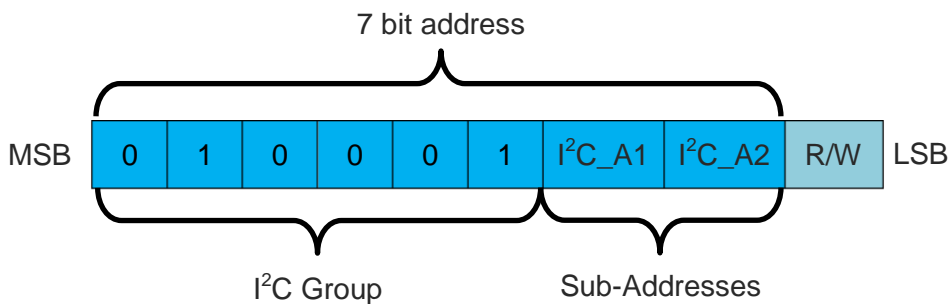 7 bit address
MSB 0 1 0 0 0 1 I²C_A1 I²C_A2 R/W LSB
I²C Group Sub-Addresses